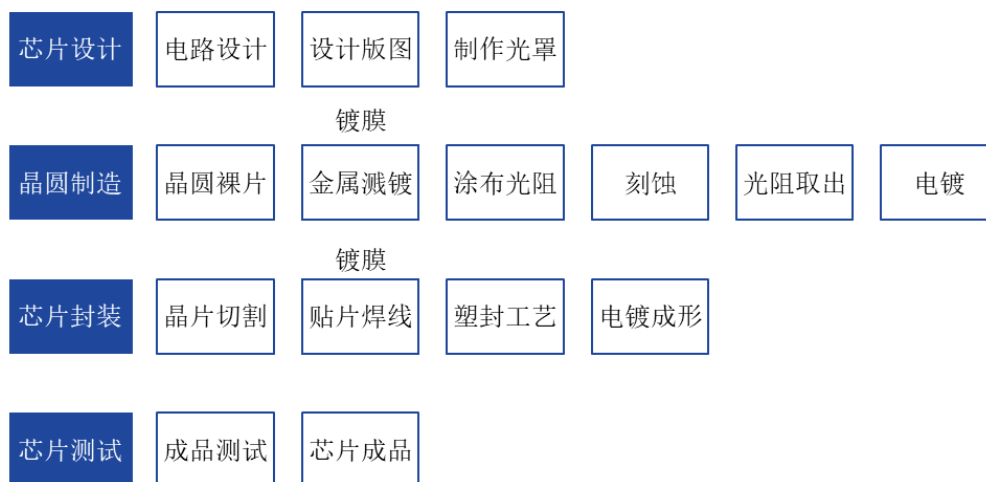 芯片设计 电路设计 设计版图 制作光罩
镀膜
晶圆制造 晶圆裸片 金属溅镀 涂布光阻 刻蚀 光阻取出 电镀
镀膜
芯片封装 晶片切割 贴片焊线 塑封工艺 电镀成形
芯片测试 成品测试 芯片成品